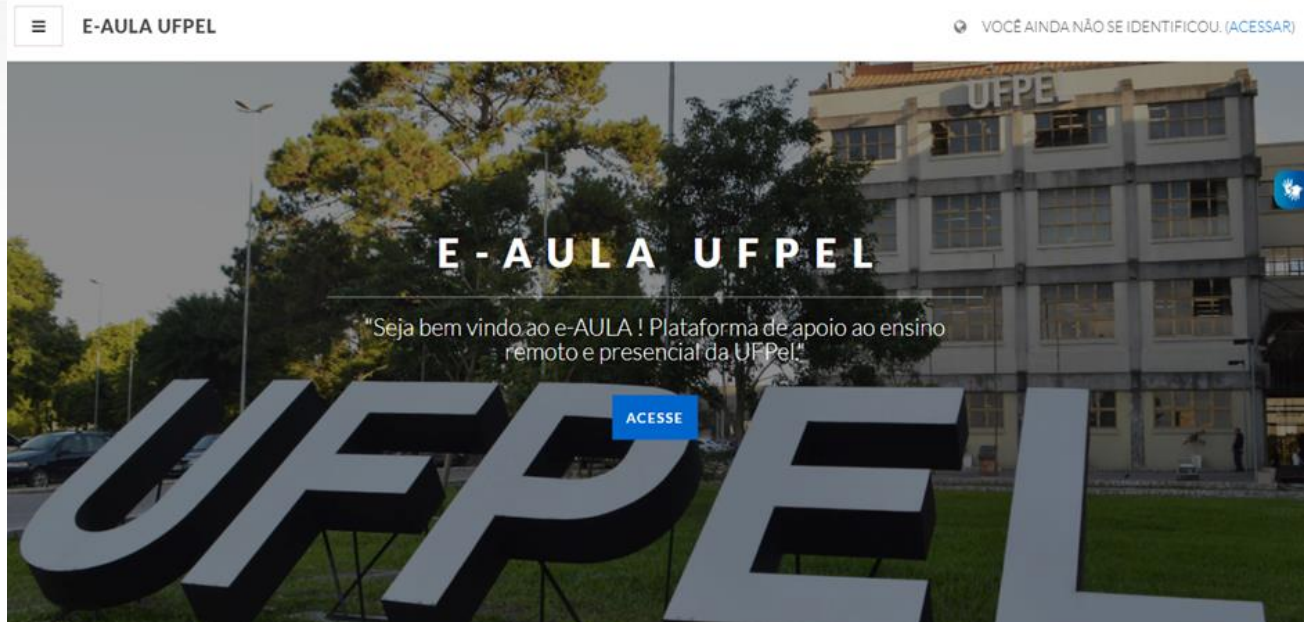 E-AULA UFPEL
VOCÊ AINDA NÃO SE IDENTIFICOU. (ACESSAR)
UFPE
E-AULA UFPEL
"Seja bem vindo ao e-AULA ! Plataforma de apoio ao ensino
remoto e presencial da UFPel."
ACESSE
UFPEL